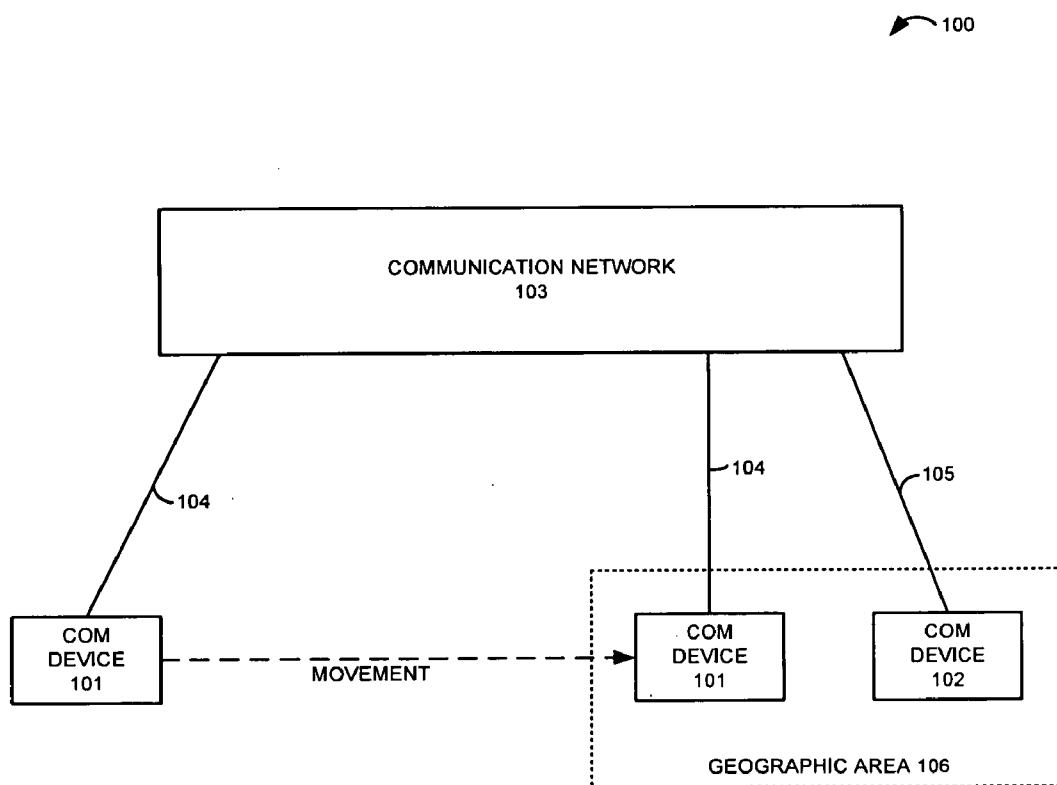 100
COMMUNICATION NETWORK
103
104
104
105
COM
DEVICE
101
MOVEMENT
COM
DEVICE
101
COM
DEVICE
102
GEOGRAPHIC AREA 106